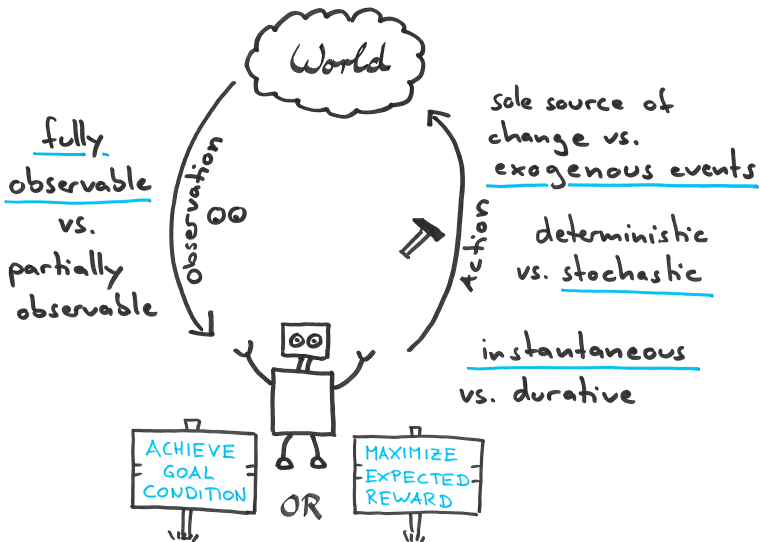 World
fully
observable
vs.
partially
observable
Observation
Action
sole source of
change vs.
exogenous events
deterministic
vs. stochastic
instantaneous
vs. durative
ACHIEVE
GOAL
CONDITION
OR
MAXIMIZE
EXPECTED
REWARD